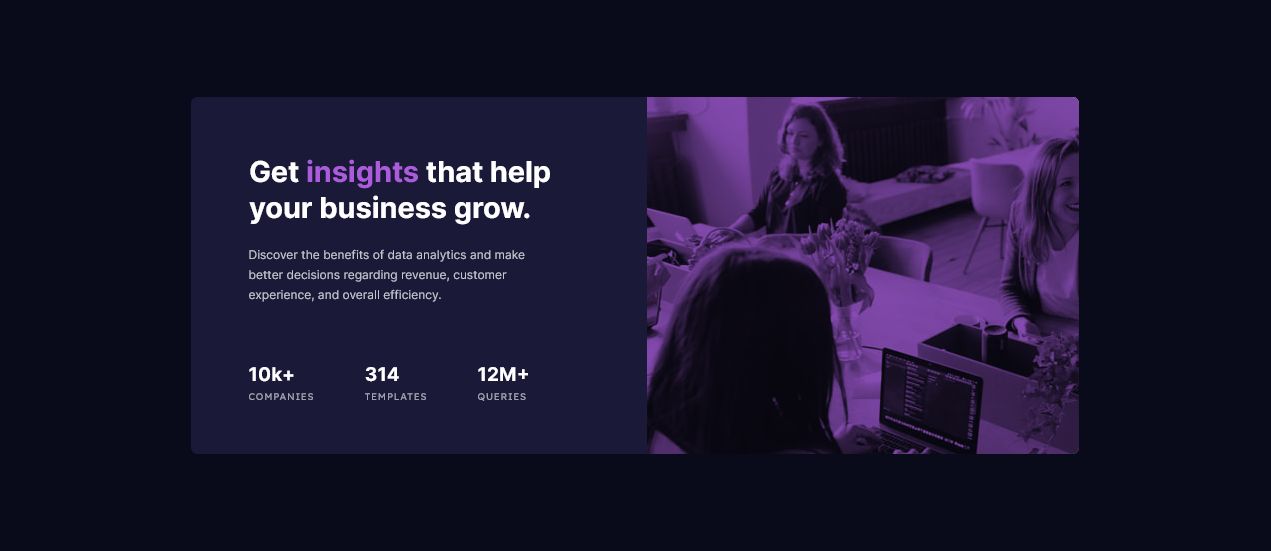 Get insights that help
your business grow.
Discover the benefits of data analytics and make
better decisions regarding revenue, customer
experience, and overall efficiency.
10k+ 314 12M+
COMPANIES TEMPLATES QUERIES